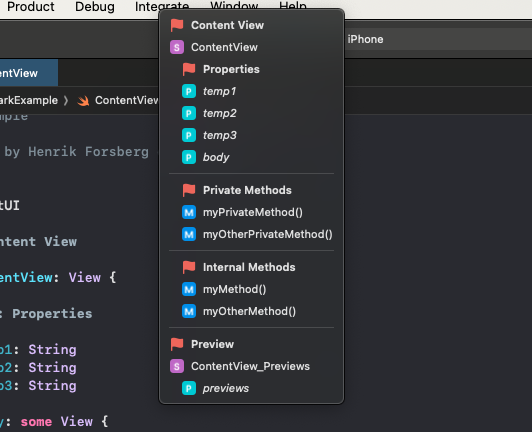 Product Debug Integrate Window Help
iPhone
ntView
arkExample ContentView
mple
by Henrik Forsberg
tUI
ntent View
entView: View {
: Properties
p1: String
p2: String
p3: String
y: some View {
Content View
S ContentView
Properties
P temp1
P temp2
P temp3
P body
Private Methods
M myPrivateMethod()
M myOtherPrivateMethod()
Internal Methods
M myMethod()
M myOtherMethod()
Preview
S ContentView_Previews
P previews